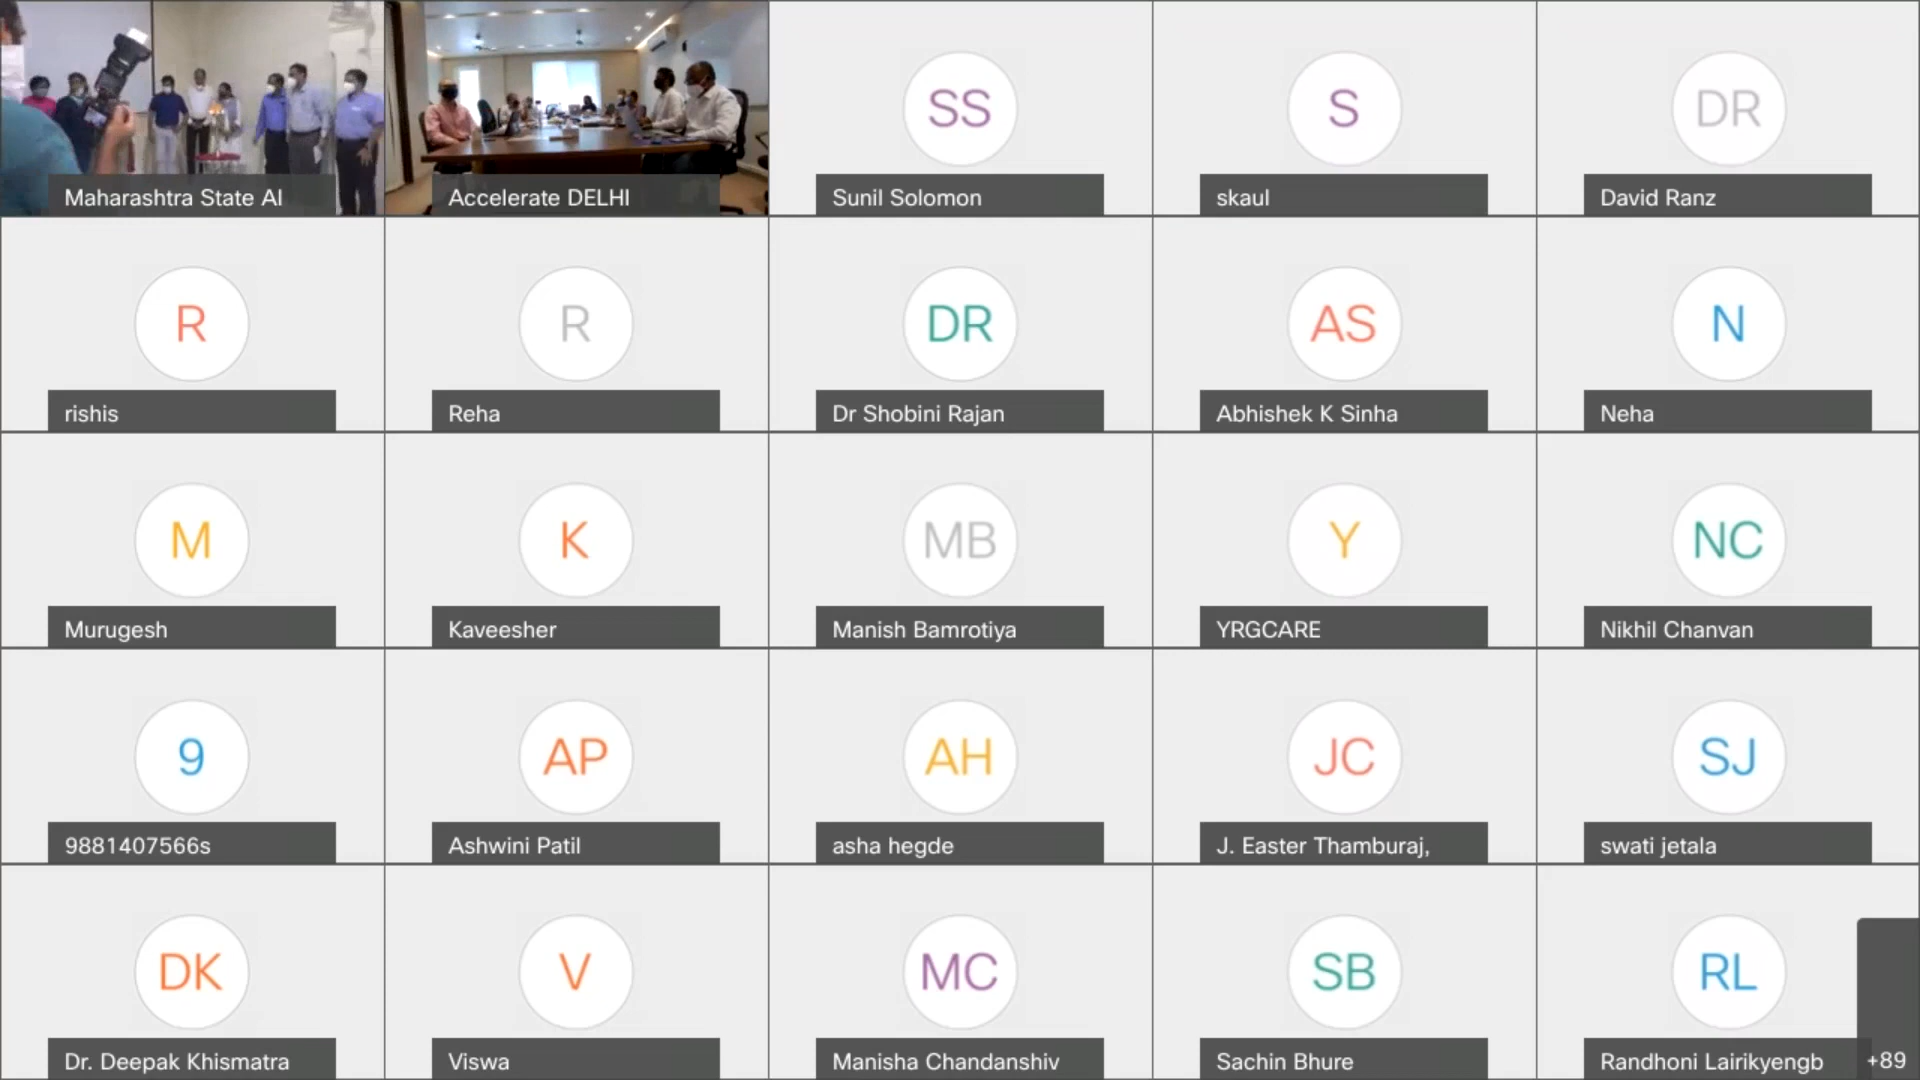 Maharashtra State AI
Accelerate DELHI
SS
Sunil Solomon
S
skaul
DR
David Ranz
R
rishis
R
Reha
DR
Dr Shobini Rajan
AS
Abhishek K Sinha
N
Neha
M
Murugesh
K
Kaveesher
MB
Manish Bamrotiya
Y
YRGCARE
NC
Nikhil Chanvan
9
9881407566s
AP
Ashwini Patil
AH
asha hegde
JC
J. Easter Thamburaj,
SJ
swati jetala
DK
Dr. Deepak Khismatra
V
Viswa
MC
Manisha Chandanshiv
SB
Sachin Bhure
RL
Randhoni Lairikyengb
+89